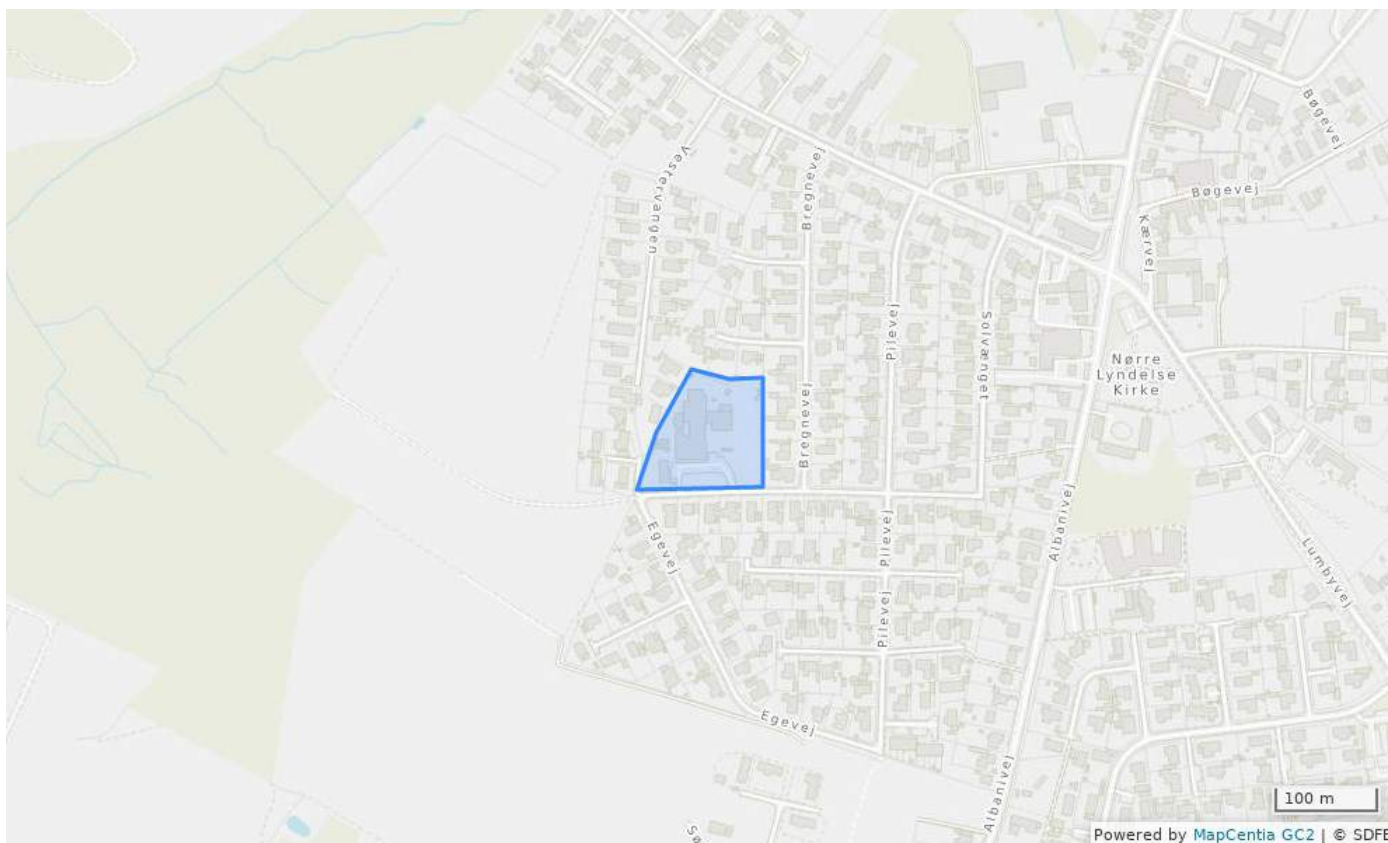 Bøgevej
Vestervangen
Bregnevej
Bøgevej
Kærvej
Pilevej
Solvænget
Nørre
Lyndelse
Kirke
Bregnevej
Albanivej
Pilevej
Egevej
Lumbyvej
Pilevej
Egevej
Albanivej
Sø
100 m
Powered by MapCentia GC2 | © SDFE